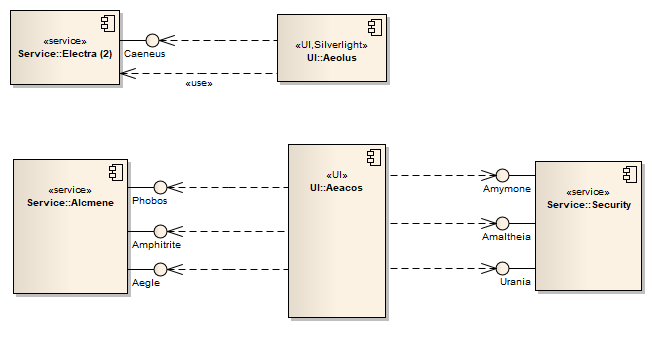 «service»
Service::Electra (2)
Caeneus
«UI,Silverlight»
UI::Aeolus
«use»
«service»
Service::Alcmene
Phobos
Amphitrite
Aegle
«UI»
UI::Aeacos
Amymone
Amaltheia
Urania
«service»
Service::Security